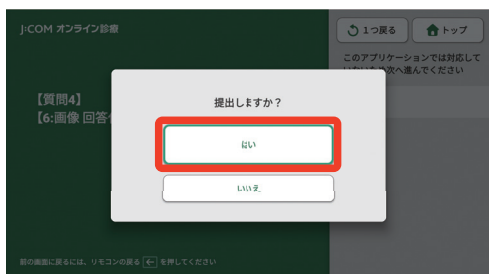 J:COM オンライン診療
1つ戻る
トップ
このアプリケーションでは対応して
いないため次へ進んでください
【質問4】
【6:画像 回答
提出しますか？
はい
いいえ
前の画面に戻るには、リモコンの戻る ← を押してください